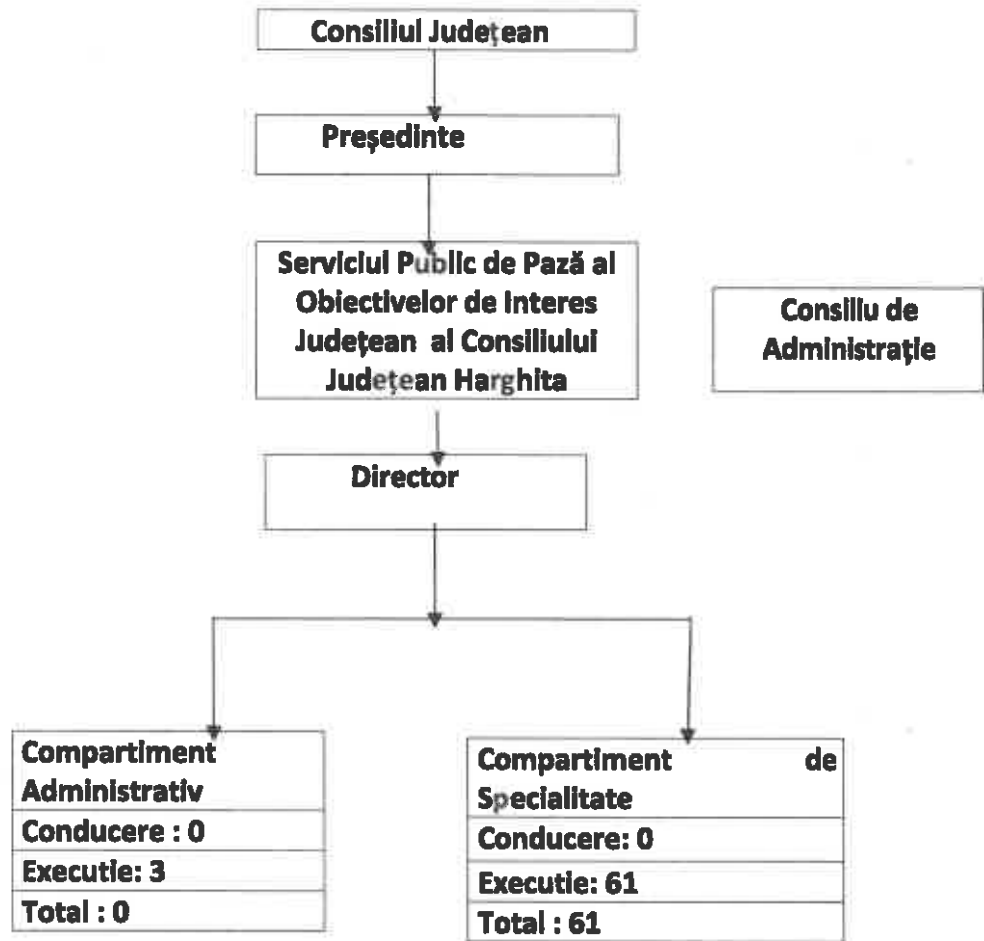 Consiliul Județean
Președinte
Serviciul Public de Pază al
Obiectivelor de Interes
Județean al Consiliului
Județean Harghita
Consiliu de
Administrație
Director
Compartiment
Administrativ
Conducere : 0
Executie: 3
Total : 0
Compartiment de
Specialitate
Conducere: 0
Executie: 61
Total : 61